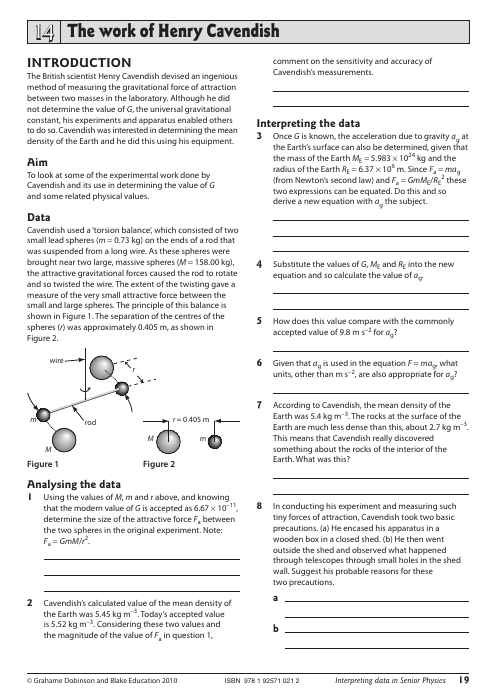 14 The work of Henry Cavendish
INTRODUCTION
The British scientist Henry Cavendish devised an ingenious
method of measuring the gravitational force of attraction
between two masses in the laboratory. Although he did
not determine the value of G, the universal gravitational
constant, his experiments and apparatus enabled others
to do so. Cavendish was interested in determining the mean
density of the Earth and he did this using his equipment.
Aim
To look at some of the experimental work done by
Cavendish and its use in determining the value of G
and some related physical values.
Data
Cavendish used a 'torsion balance', which consisted of two
small lead spheres (m = 0.73 kg) on the ends of a rod that
was suspended from a long wire. As these spheres were
brought near two large, massive spheres (M = 158.00 kg),
the attractive gravitational forces caused the rod to rotate
and so twisted the wire. The extent of the twisting gave a
measure of the very small attractive force between the
small and large spheres. The principle of this balance is
shown in Figure 1. The separation of the centres of the
spheres (r) was approximately 0.405 m, as shown in
Figure 2.
wire
r
m
rod
M
r = 0.405 m
M
m
Figure 1
Figure 2
Analysing the data
1 Using the values of M, m and r above, and knowing
that the modern value of G is accepted as 6.67 × 10⁻¹¹,
determine the size of the attractive force Fₐ between
the two spheres in the original experiment. Note:
Fₐ = GmM/r².
2 Cavendish's calculated value of the mean density of
the Earth was 5.45 kg m⁻³. Today's accepted value
is 5.52 kg m⁻³. Considering these two values and
the magnitude of the value of Fₐ in question 1,
comment on the sensitivity and accuracy of
Cavendish's measurements.
Interpreting the data
3 Once G is known, the acceleration due to gravity a_g at
the Earth's surface can also be determined, given that
the mass of the Earth M_E = 5.983 × 10²⁴ kg and the
radius of the Earth R_E = 6.37 × 10⁶ m. Since Fₐ = ma_g
(from Newton's second law) and Fₐ = GmM_E/R_E² these
two expressions can be equated. Do this and so
derive a new equation with a_g the subject.
4 Substitute the values of G, M_E and R_E into the new
equation and so calculate the value of a_g.
5 How does this value compare with the commonly
accepted value of 9.8 m s⁻² for a_g?
6 Given that a_g is used in the equation F = ma_g, what
units, other than m s⁻², are also appropriate for a_g?
7 According to Cavendish, the mean density of the
Earth was 5.4 kg m⁻³. The rocks at the surface of the
Earth are much less dense than this, about 2.7 kg m⁻³.
This means that Cavendish really discovered
something about the rocks of the interior of the
Earth. What was this?
8 In conducting his experiment and measuring such
tiny forces of attraction, Cavendish took two basic
precautions. (a) He encased his apparatus in a
wooden box in a closed shed. (b) He then went
outside the shed and observed what happened
through telescopes through small holes in the shed
wall. Suggest his probable reasons for these
two precautions.
a
b
© Grahame Dobinson and Blake Education 2010 ISBN 978 1 92571 021 2 Interpreting data in Senior Physics 19